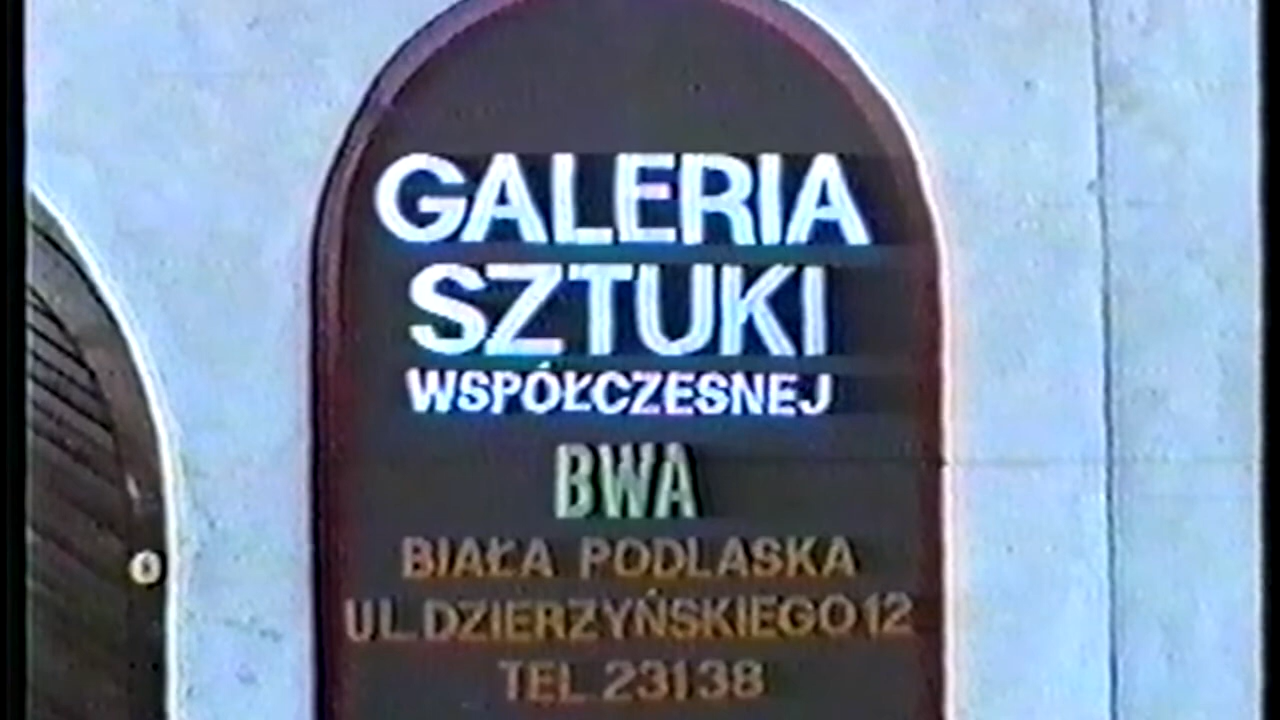 GALERIA
SZTUKI
WSPÓŁCZESNEJ
BWA
BIAŁA PODLASKA
UL. DZIERZYŃSKIEGO 12
TEL. 23138